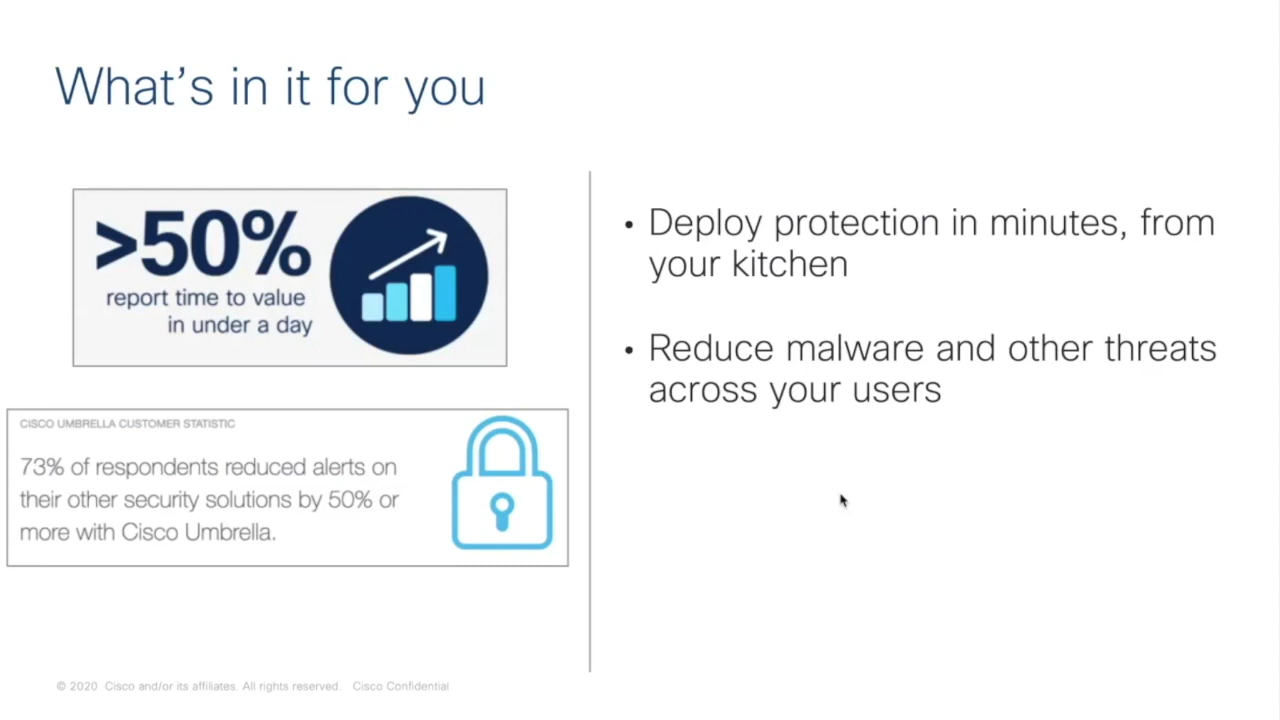 What's in it for you
>50%
report time to value
in under a day
CISCO UMBRELLA CUSTOMER STATISTIC
73% of respondents reduced alerts on
their other security solutions by 50% or
more with Cisco Umbrella.
• Deploy protection in minutes, from
your kitchen
• Reduce malware and other threats
across your users
© 2020 Cisco and/or its affiliates. All rights reserved. Cisco Confidential